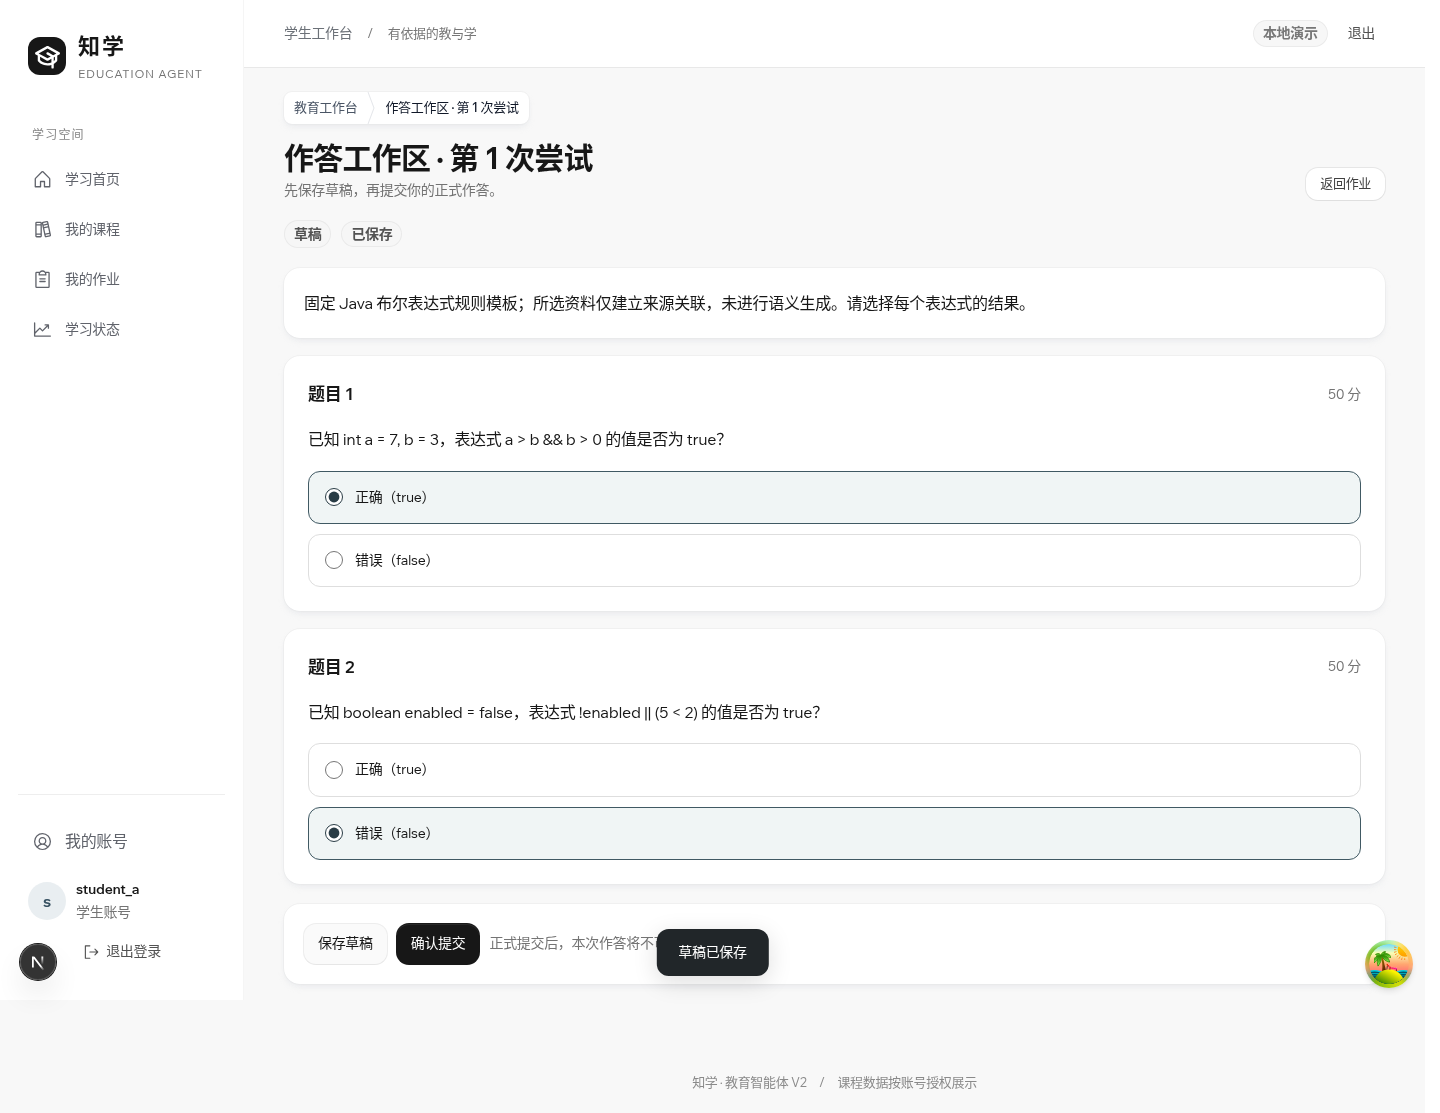 知学
EDUCATION AGENT
学习空间
学习首页
我的课程
我的作业
学习状态
我的账号
s
student_a
学生账号
N
退出登录
学生工作台 / 有依据的教与学
本地演示
退出
教育工作台
作答工作区 · 第 1 次尝试
作答工作区 · 第 1 次尝试
先保存草稿，再提交你的正式作答。
返回作业
草稿
已保存
固定 Java 布尔表达式规则模板；所选资料仅建立来源关联，未进行语义生成。请选择每个表达式的结果。
题目 1
50 分
已知 int a = 7, b = 3，表达式 a > b && b > 0 的值是否为 true？
正确（true）
错误（false）
题目 2
50 分
已知 boolean enabled = false，表达式 !enabled || (5 < 2) 的值是否为 true？
正确（true）
错误（false）
保存草稿
确认提交
正式提交后，本次作答将不
草稿已保存
知学 · 教育智能体 V2 / 课程数据按账号授权展示